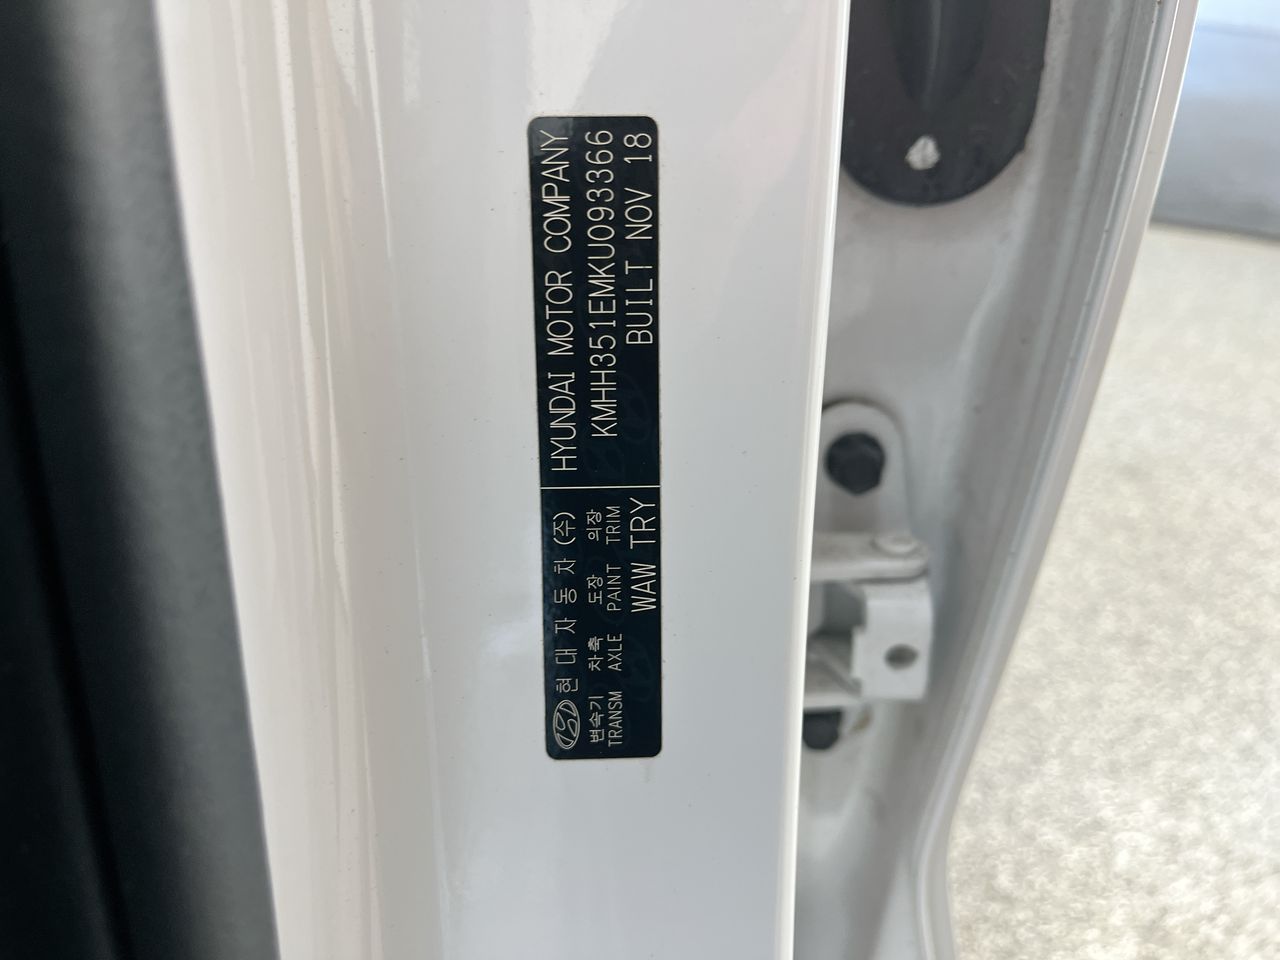 현대자동차(주) HYUNDAI MOTOR COMPANY
변속기 차축 도장 의장 KMHH351EMKU093366
TRANSM AXLE PAINT TRIM BUILT NOV 18
WAW TRY